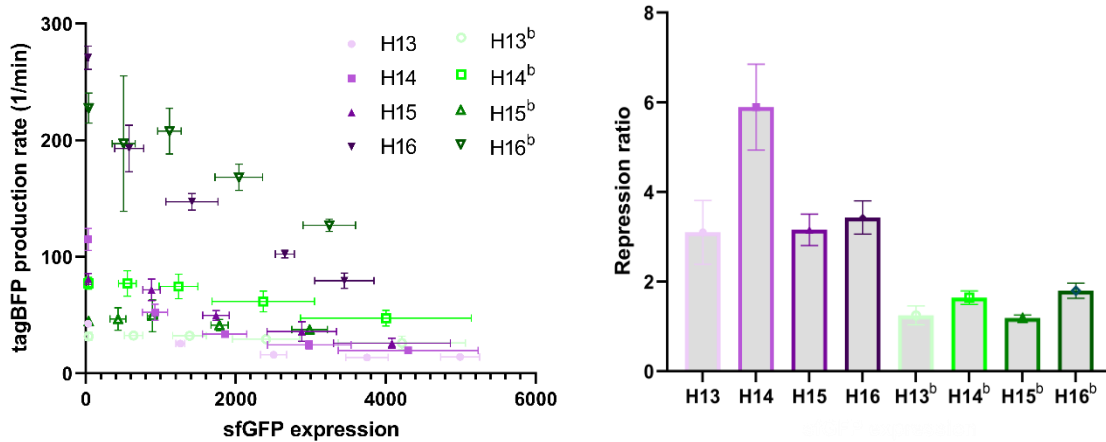 300
200
100
0
tagBFP production rate (1/min)
0 2000 4000 6000
sfGFP expression
H13 H13ᵇ
H14 H14ᵇ
H15 H15ᵇ
H16 H16ᵇ
8
6
4
2
0
Repression ratio
H13 H14 H15 H16 H13ᵇ H14ᵇ H15ᵇ H16ᵇ